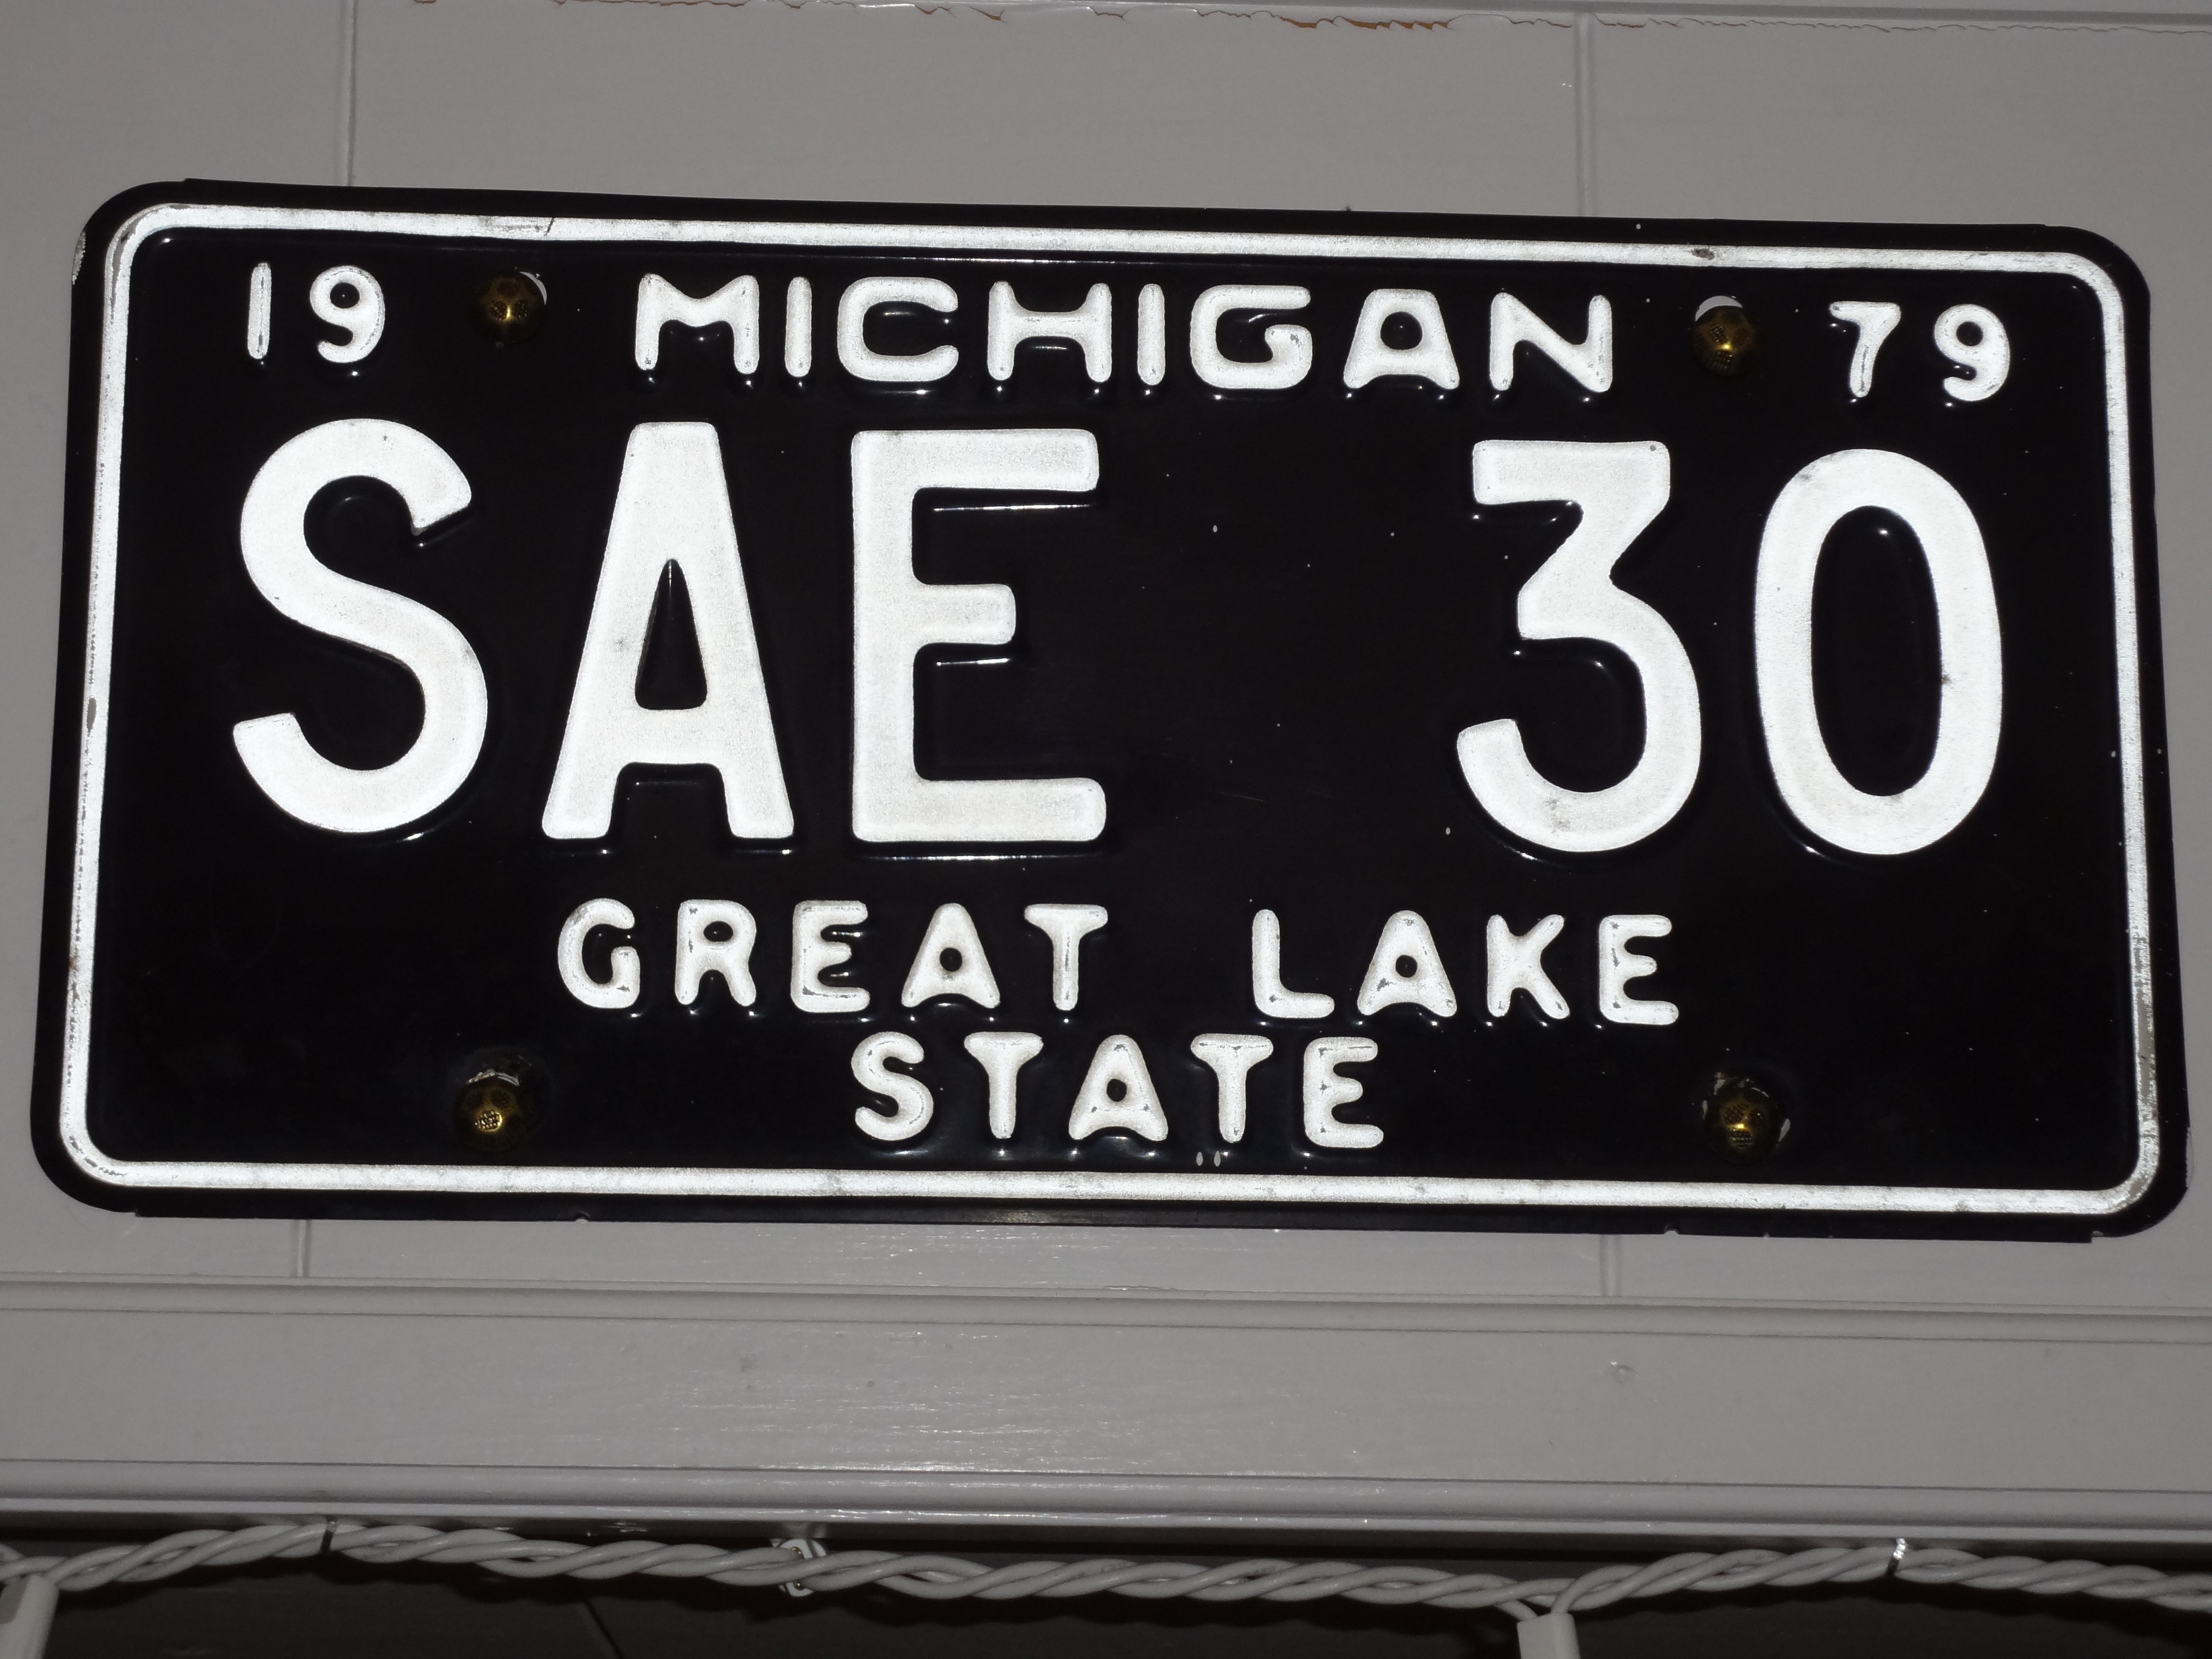 19 MICHIGAN 79
SAE 30
GREAT LAKE
STATE